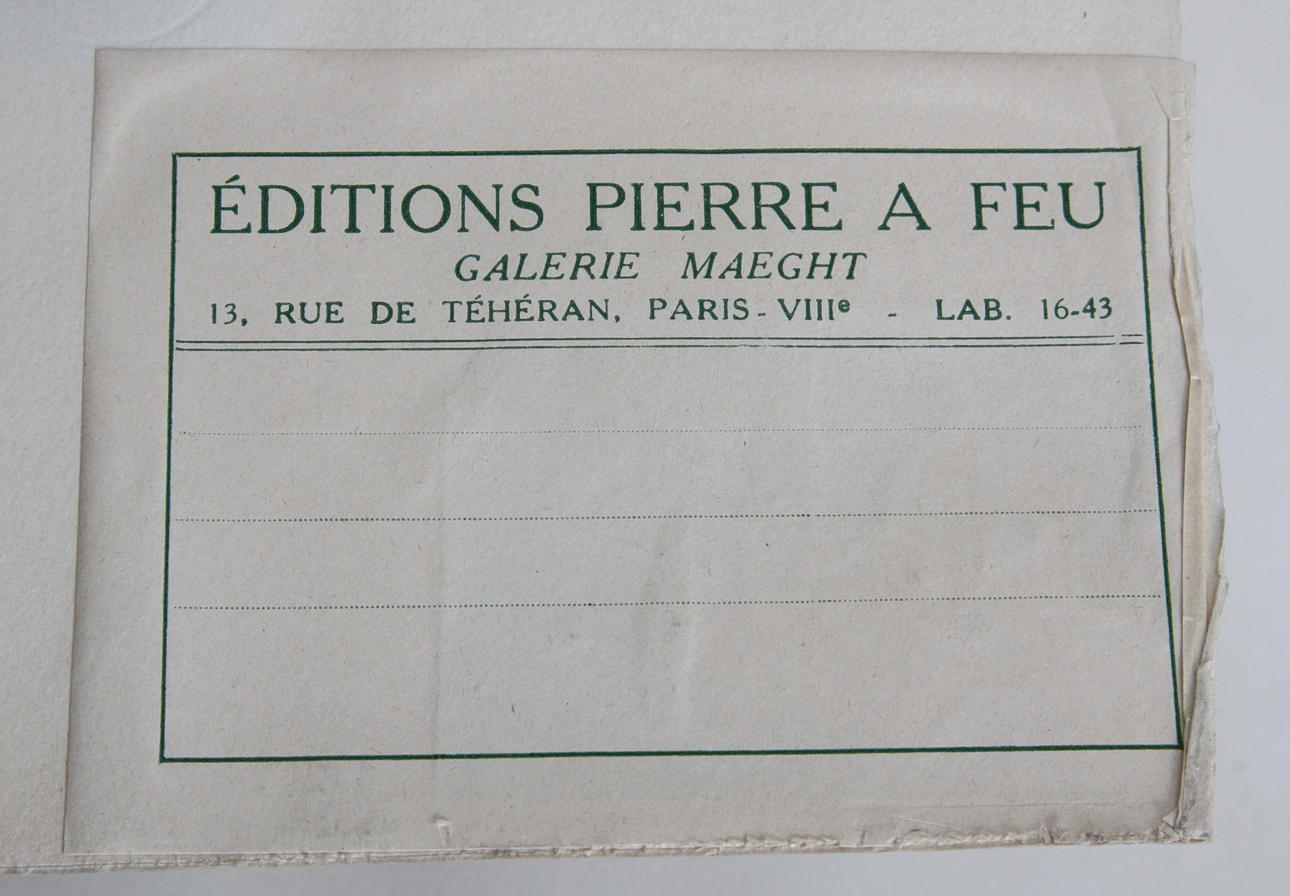 ÉDITIONS PIERRE A FEU
GALERIE MAEGHT
13, RUE DE TÉHÉRAN, PARIS-VIIIe - LAB. 16-43